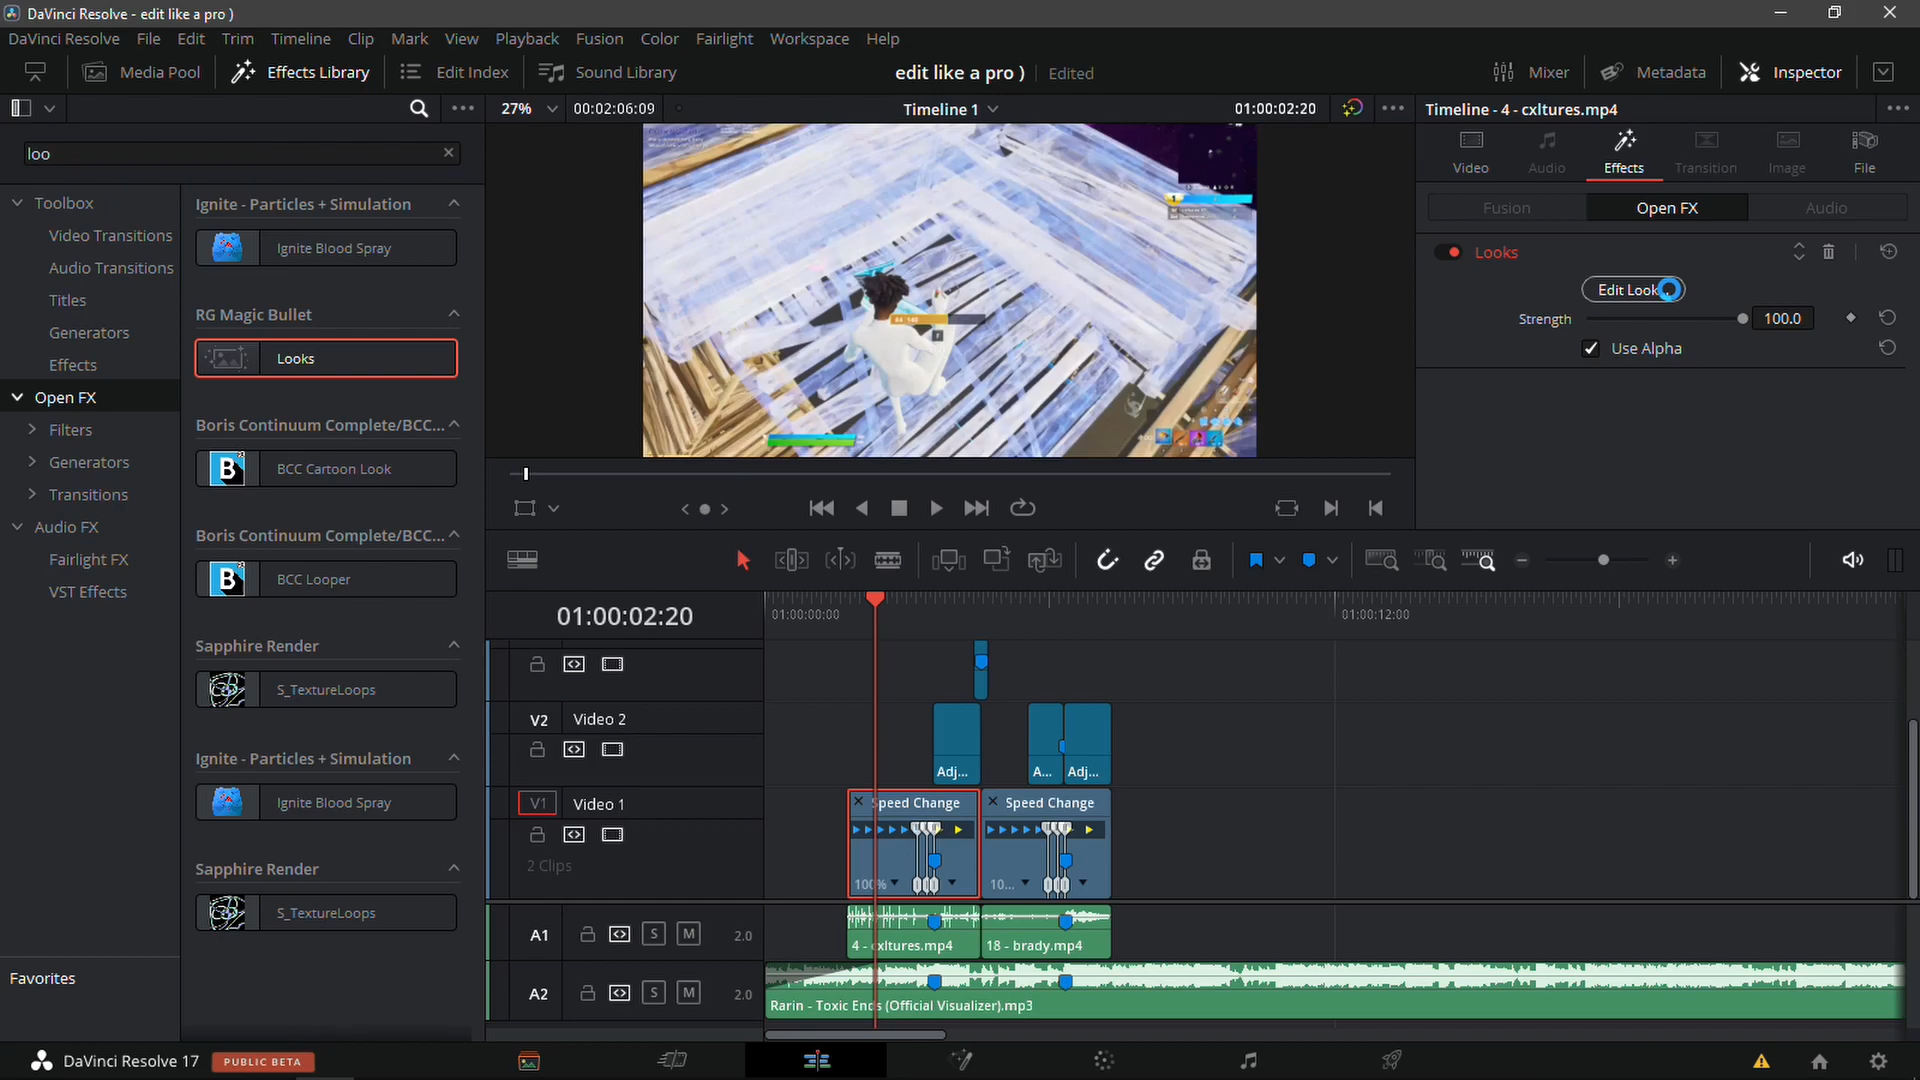 DaVinci Resolve - edit like a pro )
DaVinci Resolve File Edit Trim Timeline Clip Mark View Playback Fusion Color Fairlight Workspace Help
Media Pool Effects Library Edit Index Sound Library edit like a pro ) Edited Mixer Metadata Inspector
27% 00:02:06:09 Timeline 1 01:00:02:20 Timeline - 4 - cxltures.mp4
loo
Video Audio Effects Transition Image File
Fusion Open FX Audio
Looks
Edit Look
Strength 100.0
Use Alpha
Toolbox
Video Transitions
Audio Transitions
Titles
Generators
Effects
Open FX
Filters
Generators
Transitions
Audio FX
Fairlight FX
VST Effects
Favorites
Ignite - Particles + Simulation
Ignite Blood Spray
RG Magic Bullet
Looks
Boris Continuum Complete/BCC...
B BCC Cartoon Look
Boris Continuum Complete/BCC...
B BCC Looper
Sapphire Render
S_TextureLoops
Ignite - Particles + Simulation
Ignite Blood Spray
Sapphire Render
S_TextureLoops
01:00:02:20
01:00:00:00 01:00:12:00
V2 Video 2
Adj... A... Adj...
V1 Video 1
Speed Change Speed Change
2 Clips
100% 10...
A1 S M 2.0
4 - cxltures.mp4 18 - brady.mp4
A2 S M 2.0
Rarin - Toxic Ends (Official Visualizer).mp3
DaVinci Resolve 17 PUBLIC BETA